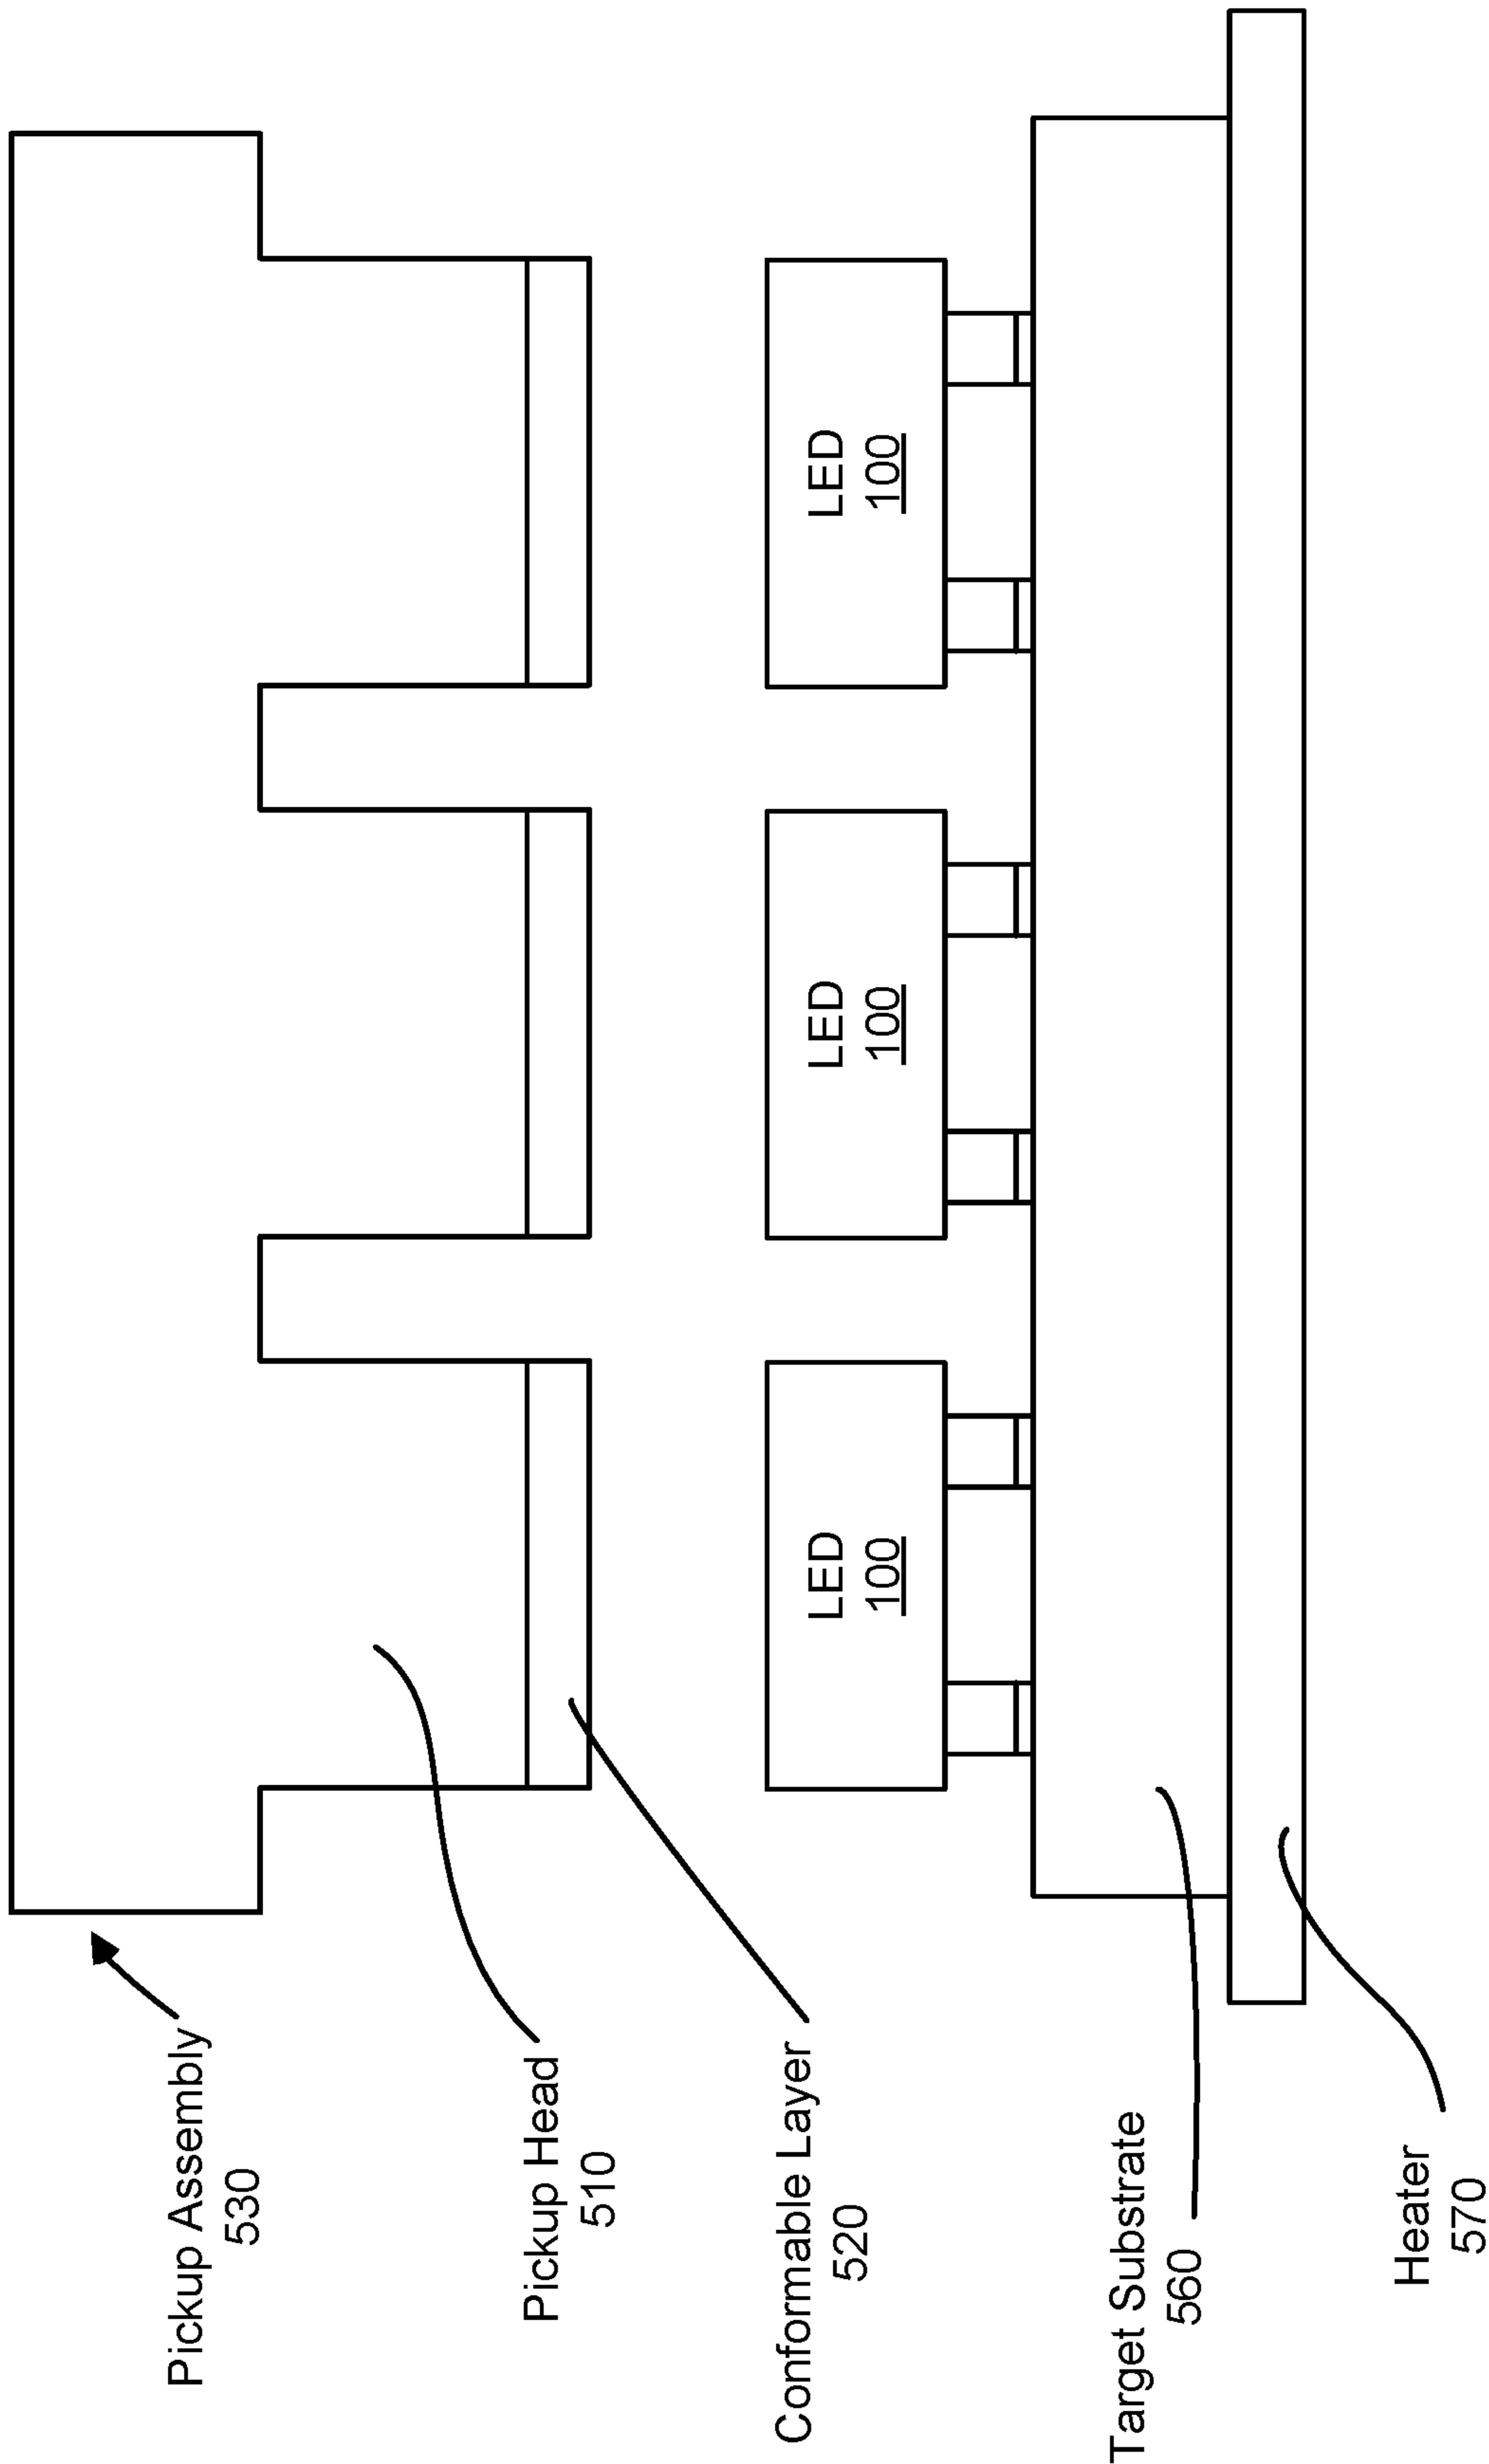 Pickup Assembly
530
Pickup Head
510
Conformable Layer
520
LED
100
LED
100
LED
100
Target Substrate
560
Heater
570